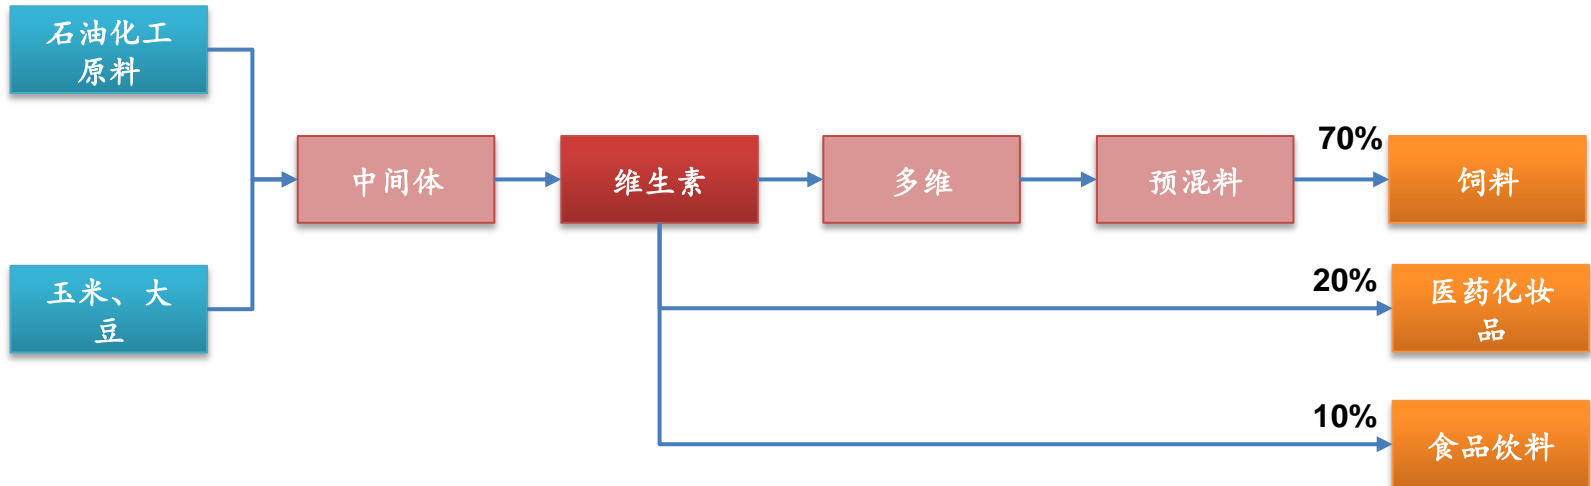 石油化工
原料
70%
中间体
维生素
多维
预混料
饲料
玉米、大
豆
20%
医药化妆
品
10%
食品饮料